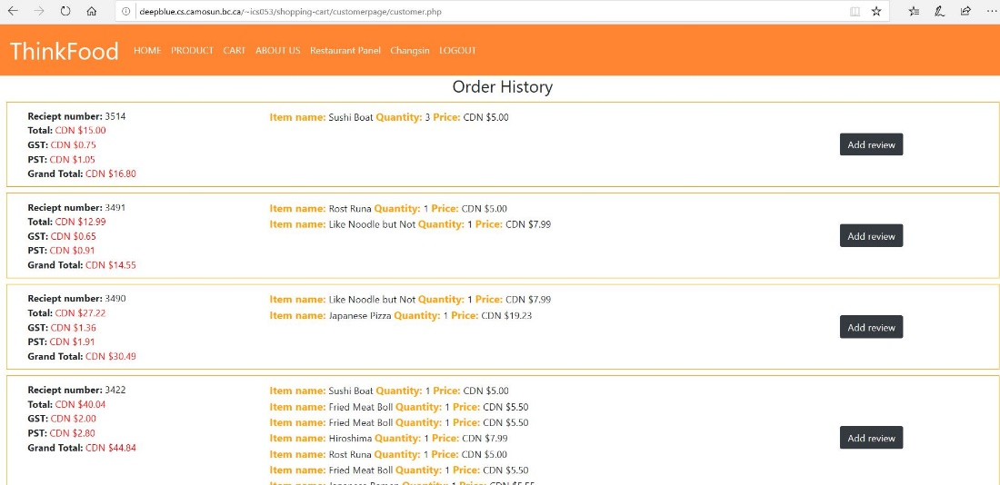 deepblue.cs.camosun.bc.ca/~ics053/shopping-cart/customerpage/customer.php
ThinkFood HOME PRODUCT CART ABOUT US Restaurant Panel Changsin LOGOUT
Order History
Reciept number: 3514
Total: CDN $15.00
GST: CDN $0.75
PST: CDN $1.05
Grand Total: CDN $16.80
Item name: Sushi Boat Quantity: 3 Price: CDN $5.00
Add review
Reciept number: 3491
Total: CDN $12.99
GST: CDN $0.65
PST: CDN $0.91
Grand Total: CDN $14.55
Item name: Rost Runa Quantity: 1 Price: CDN $5.00
Item name: Like Noodle but Not Quantity: 1 Price: CDN $7.99
Add review
Reciept number: 3490
Total: CDN $27.22
GST: CDN $1.36
PST: CDN $1.91
Grand Total: CDN $30.49
Item name: Like Noodle but Not Quantity: 1 Price: CDN $7.99
Item name: Japanese Pizza Quantity: 1 Price: CDN $19.23
Add review
Reciept number: 3422
Total: CDN $40.04
GST: CDN $2.00
PST: CDN $2.80
Grand Total: CDN $44.84
Item name: Sushi Boat Quantity: 1 Price: CDN $5.00
Item name: Fried Meat Boll Quantity: 1 Price: CDN $5.50
Item name: Fried Meat Boll Quantity: 1 Price: CDN $5.50
Item name: Hiroshima Quantity: 1 Price: CDN $7.99
Item name: Rost Runa Quantity: 1 Price: CDN $5.00
Item name: Fried Meat Boll Quantity: 1 Price: CDN $5.50
Item name: Japanese Ramen Quantity: 1 Price: CDN $5.55
Add review